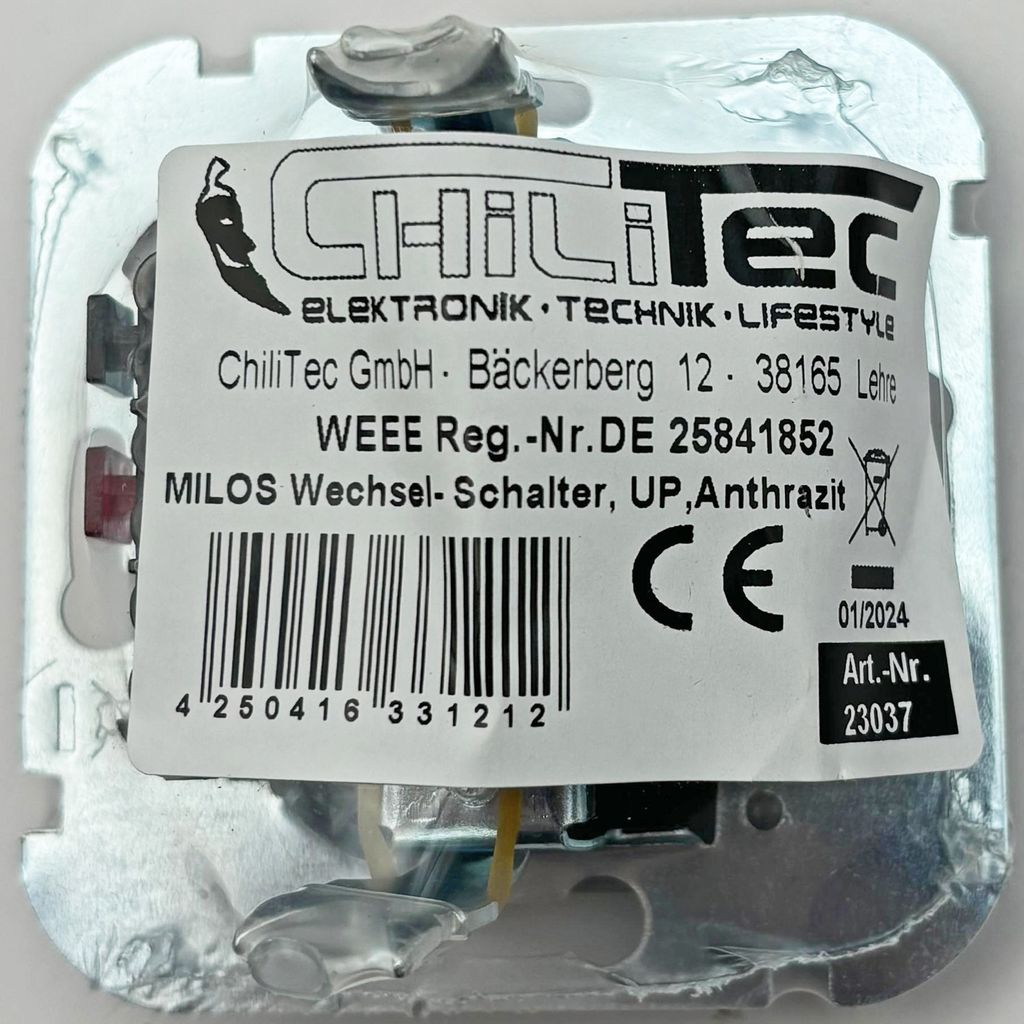 CHiLiTec
ELEKTRONIK · TECHNIK · LIFESTYLE
ChiliTec GmbH · Bäckerberg 12 · 38165 Lehre
WEEE Reg.-Nr.DE 25841852
MILOS Wechsel- Schalter, UP,Anthrazit
CE
01/2024
4 250416 331212
Art.-Nr.
23037